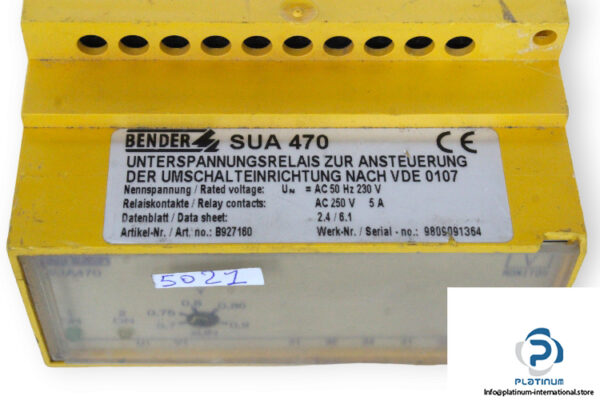 BENDER SUA 470 CE
UNTERSPANNUNGSRELAIS ZUR ANSTEUERUNG
DER UMSCHALTEINRICHTUNG NACH VDE 0107
Nennspannung / Rated voltage: UN = AC 50 Hz 230 V
Relaiskontakte / Relay contacts: AC 250 V 5 A
Datenblatt / Data sheet: 2.4 / 6.1
Artikel-Nr. / Art. no.: B927160 Werk-Nr. / Serial - no.: 9809091364
SUA470
5021
0,8
0,75 0,85
0,7 0,9
ON
PLATINUM
Info@platinum-international.store